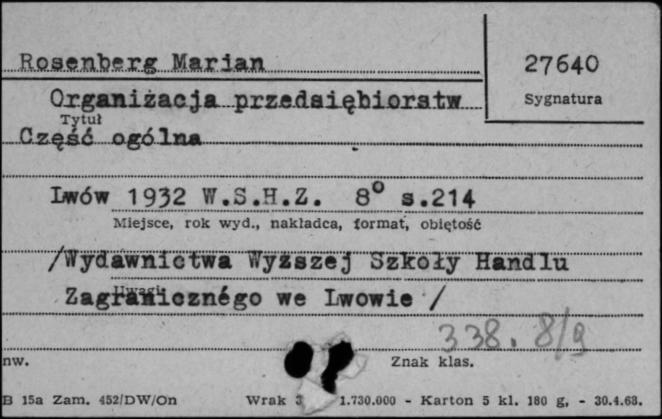 Rosenberg Marian
27640
Sygnatura
Organizacja przedsiębiorstw
Tytuł
Część ogólna
Lwów 1932 W.S.H.Z. 8° s.214
Miejsce, rok wyd., nakładca, format, objętość
/Wydawnictwa Wyższej Szkoły Handlu
Uwagi
Zagranicznégo we Lwowie /
338. 8/9
nw.
Znak klas.
B 15a Zam. 452/DW/On Wrak 3 1.730.000 - Karton 5 kl. 180 g, - 30.4.68.